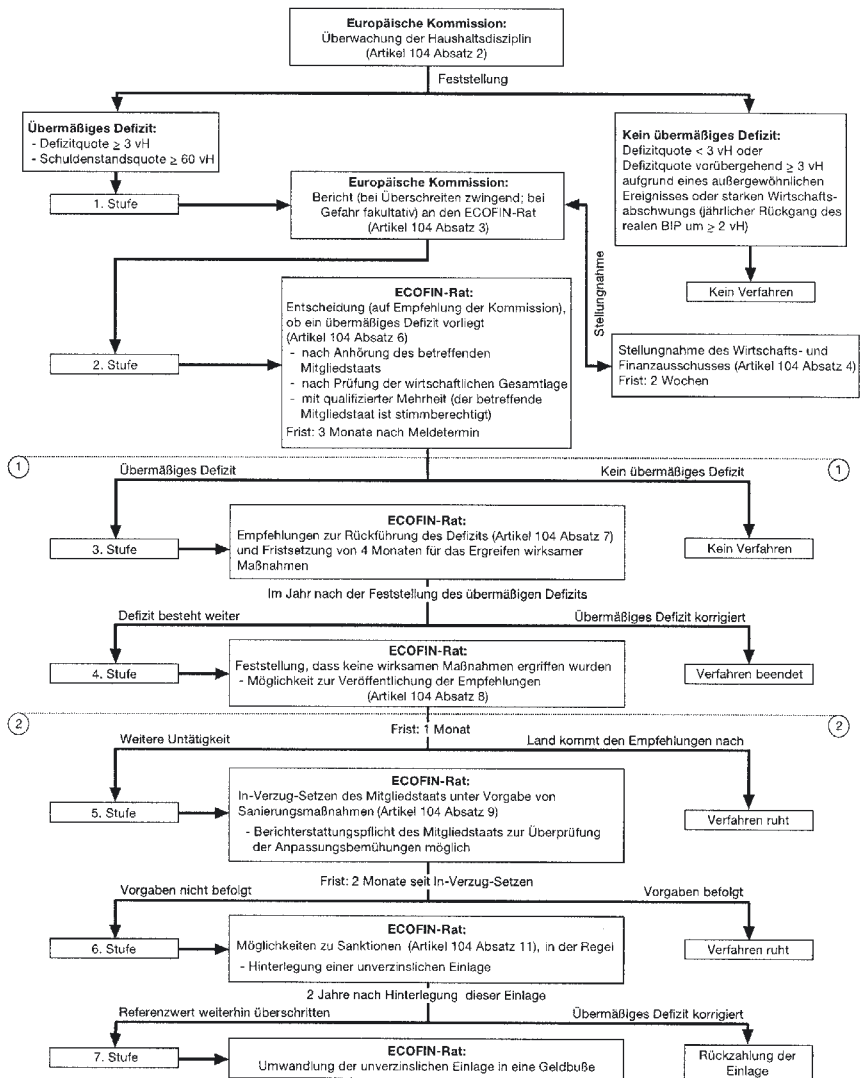 Europäische Kommission:
Überwachung der Haushaltsdisziplin
(Artikel 104 Absatz 2)
Feststellung
Übermäßiges Defizit:
- Defizitquote ≥ 3 vH
- Schuldenstandsquote ≥ 60 vH
Kein übermäßiges Defizit:
Defizitquote < 3 vH oder
Defizitquote vorübergehend ≥ 3 vH
aufgrund eines außergewöhnlichen
Ereignisses oder starken Wirtschafts-
abschwungs (jährlicher Rückgang des
realen BIP um ≥ 2 vH)
1. Stufe
Europäische Kommission:
Bericht (bei Überschreiten zwingend; bei
Gefahr fakultativ) an den ECOFIN-Rat
(Artikel 104 Absatz 3)
Stellungnahme
Kein Verfahren
2. Stufe
ECOFIN-Rat:
Entscheidung (auf Empfehlung der Kommission),
ob ein übermäßiges Defizit vorliegt
(Artikel 104 Absatz 6)
- nach Anhörung des betreffenden
Mitgliedstaats
- nach Prüfung der wirtschaftlichen Gesamtlage
- mit qualifizierter Mehrheit (der betreffende
Mitgliedstaat ist stimmberechtigt)
Frist: 3 Monate nach Meldetermin
Stellungnahme des Wirtschafts- und
Finanzausschusses (Artikel 104 Absatz 4)
Frist: 2 Wochen
1
1
Übermäßiges Defizit
Kein übermäßiges Defizit
3. Stufe
ECOFIN-Rat:
Empfehlungen zur Rückführung des Defizits (Artikel 104 Absatz 7)
und Fristsetzung von 4 Monaten für das Ergreifen wirksamer
Maßnahmen
Kein Verfahren
Im Jahr nach der Feststellung des übermäßigen Defizits
Defizit besteht weiter
Übermäßiges Defizit korrigiert
4. Stufe
ECOFIN-Rat:
Feststellung, dass keine wirksamen Maßnahmen ergriffen wurden
- Möglichkeit zur Veröffentlichung der Empfehlungen
(Artikel 104 Absatz 8)
Verfahren beendet
2
2
Frist: 1 Monat
Weitere Untätigkeit
Land kommt den Empfehlungen nach
5. Stufe
ECOFIN-Rat:
In-Verzug-Setzen des Mitgliedstaats unter Vorgabe von
Sanierungsmaßnahmen (Artikel 104 Absatz 9)
- Berichterstattungspflicht des Mitgliedstaats zur Überprüfung
der Anpassungsbemühungen möglich
Verfahren ruht
Frist: 2 Monate seit In-Verzug-Setzen
Vorgaben nicht befolgt
Vorgaben befolgt
6. Stufe
ECOFIN-Rat:
Möglichkeiten zu Sanktionen (Artikel 104 Absatz 11), in der Regel
- Hinterlegung einer unverzinslichen Einlage
Verfahren ruht
2 Jahre nach Hinterlegung dieser Einlage
Referenzwert weiterhin überschritten
Übermäßiges Defizit korrigiert
7. Stufe
ECOFIN-Rat:
Umwandlung der unverzinslichen Einlage in eine Geldbuße
Rückzahlung der
Einlage